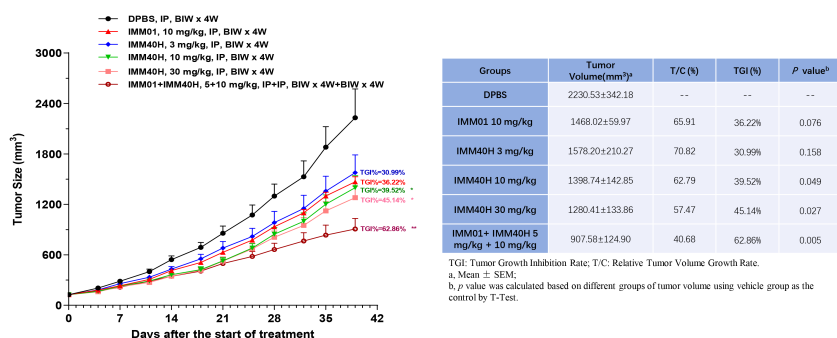 DPBS, IP, BIW x 4W
IMM01, 10 mg/kg, IP, BIW x 4W
IMM40H, 3 mg/kg, IP, BIW x 4W
IMM40H, 10 mg/kg, IP, BIW x 4W
IMM40H, 30 mg/kg, IP, BIW x 4W
IMM01+IMM40H, 5+10 mg/kg, IP+IP, BIW x 4W+BIW x 4W
Tumor Size (mm³)
3000
2400
1800
1200
600
0
TGI%=30.99%
TGI%=36.22%
TGI%=39.52% *
TGI%=45.14% *
TGI%=62.86% **
0 7 14 21 28 35 42
Days after the start of treatment
Groups Tumor Volume(mm³)ᵃ T/C (%) TGI (%) P valueᵇ
DPBS 2230.53±342.18 -- -- --
IMM01 10 mg/kg 1468.02±59.97 65.91 36.22% 0.076
IMM40H 3 mg/kg 1578.20±210.27 70.82 30.99% 0.158
IMM40H 10 mg/kg 1398.74±142.85 62.79 39.52% 0.049
IMM40H 30 mg/kg 1280.41±133.86 57.47 45.14% 0.027
IMM01+ IMM40H 5
mg/kg + 10 mg/kg 907.58±124.90 40.68 62.86% 0.005
TGI: Tumor Growth Inhibition Rate; T/C: Relative Tumor Volume Growth Rate.
a, Mean ± SEM;
b, p value was calculated based on different groups of tumor volume using vehicle group as the
control by T-Test.